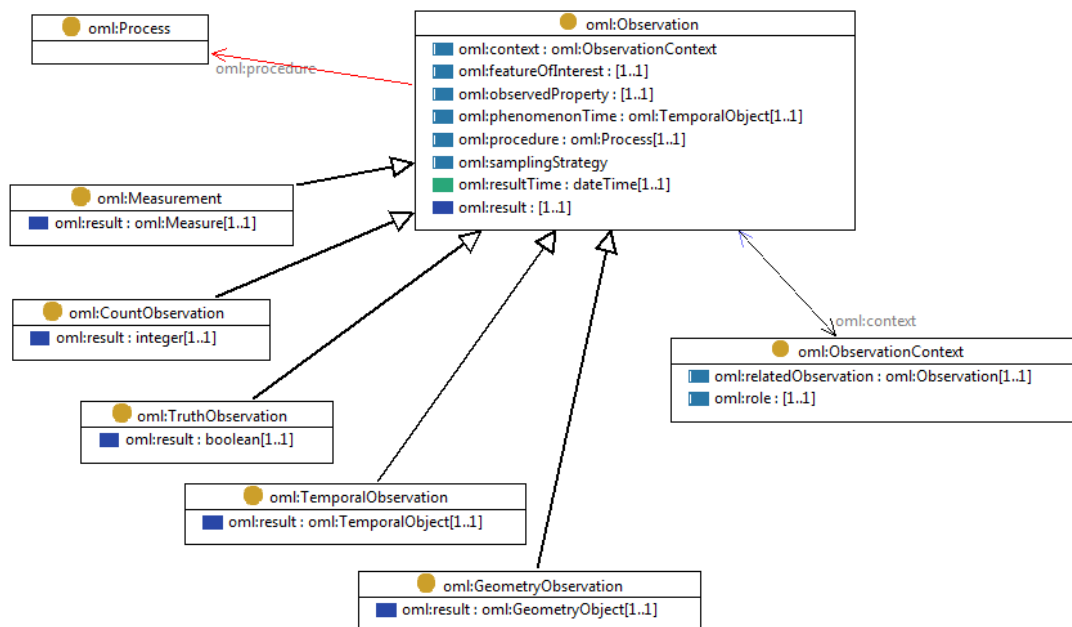 oml:Process
oml:procedure
oml:Observation
oml:context : oml:ObservationContext
oml:featureOfInterest : [1..1]
oml:observedProperty : [1..1]
oml:phenomenonTime : oml:TemporalObject[1..1]
oml:procedure : oml:Process[1..1]
oml:samplingStrategy
oml:resultTime : dateTime[1..1]
oml:result : [1..1]
oml:Measurement
oml:result : oml:Measure[1..1]
oml:CountObservation
oml:result : integer[1..1]
oml:context
oml:ObservationContext
oml:relatedObservation : oml:Observation[1..1]
oml:role : [1..1]
oml:TruthObservation
oml:result : boolean[1..1]
oml:TemporalObservation
oml:result : oml:TemporalObject[1..1]
oml:GeometryObservation
oml:result : oml:GeometryObject[1..1]